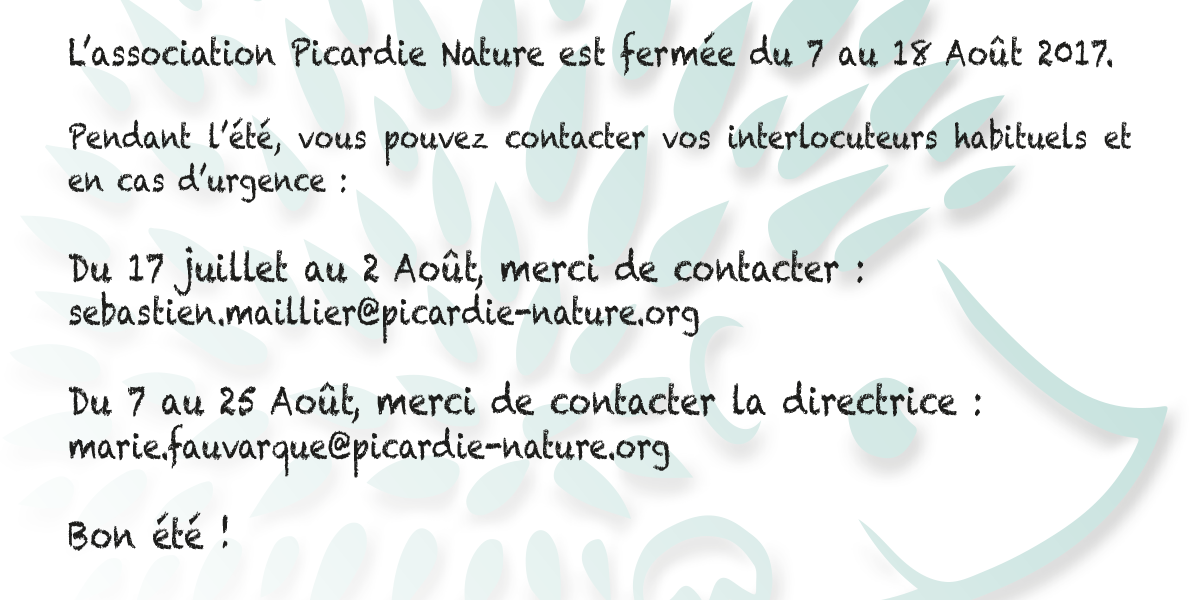 L'association Picardie Nature est fermée du 7 au 18 Août 2017.
Pendant l'été, vous pouvez contacter vos interlocuteurs habituels et
en cas d'urgence :
Du 17 juillet au 2 Août, merci de contacter :
sebastien.maillier@picardie-nature.org
Du 7 au 25 Août, merci de contacter la directrice :
marie.fauvarque@picardie-nature.org
Bon été !